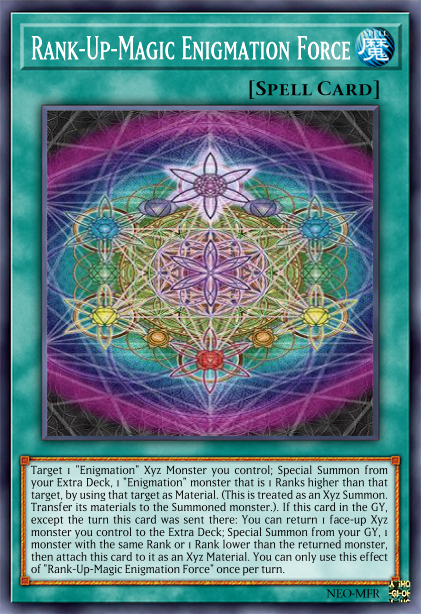 Rank-Up-Magic Enigmation Force
SPELL
魔
[Spell Card]
Target 1 "Enigmation" Xyz Monster you control; Special Summon from
your Extra Deck, 1 "Enigmation" monster that is 1 Ranks higher than that
target, by using that target as Material. (This is treated as an Xyz Summon.
Transfer its materials to the Summoned monster.). If this card in the GY,
except the turn this card was sent there: You can return 1 face-up Xyz
monster you control to the Extra Deck; Special Summon from your GY, 1
monster with the same Rank or 1 Rank lower than the returned monster,
then attach this card to it as an Xyz Material. You can only use this effect
of "Rank-Up-Magic Enigmation Force" once per turn.
NEO-MFR